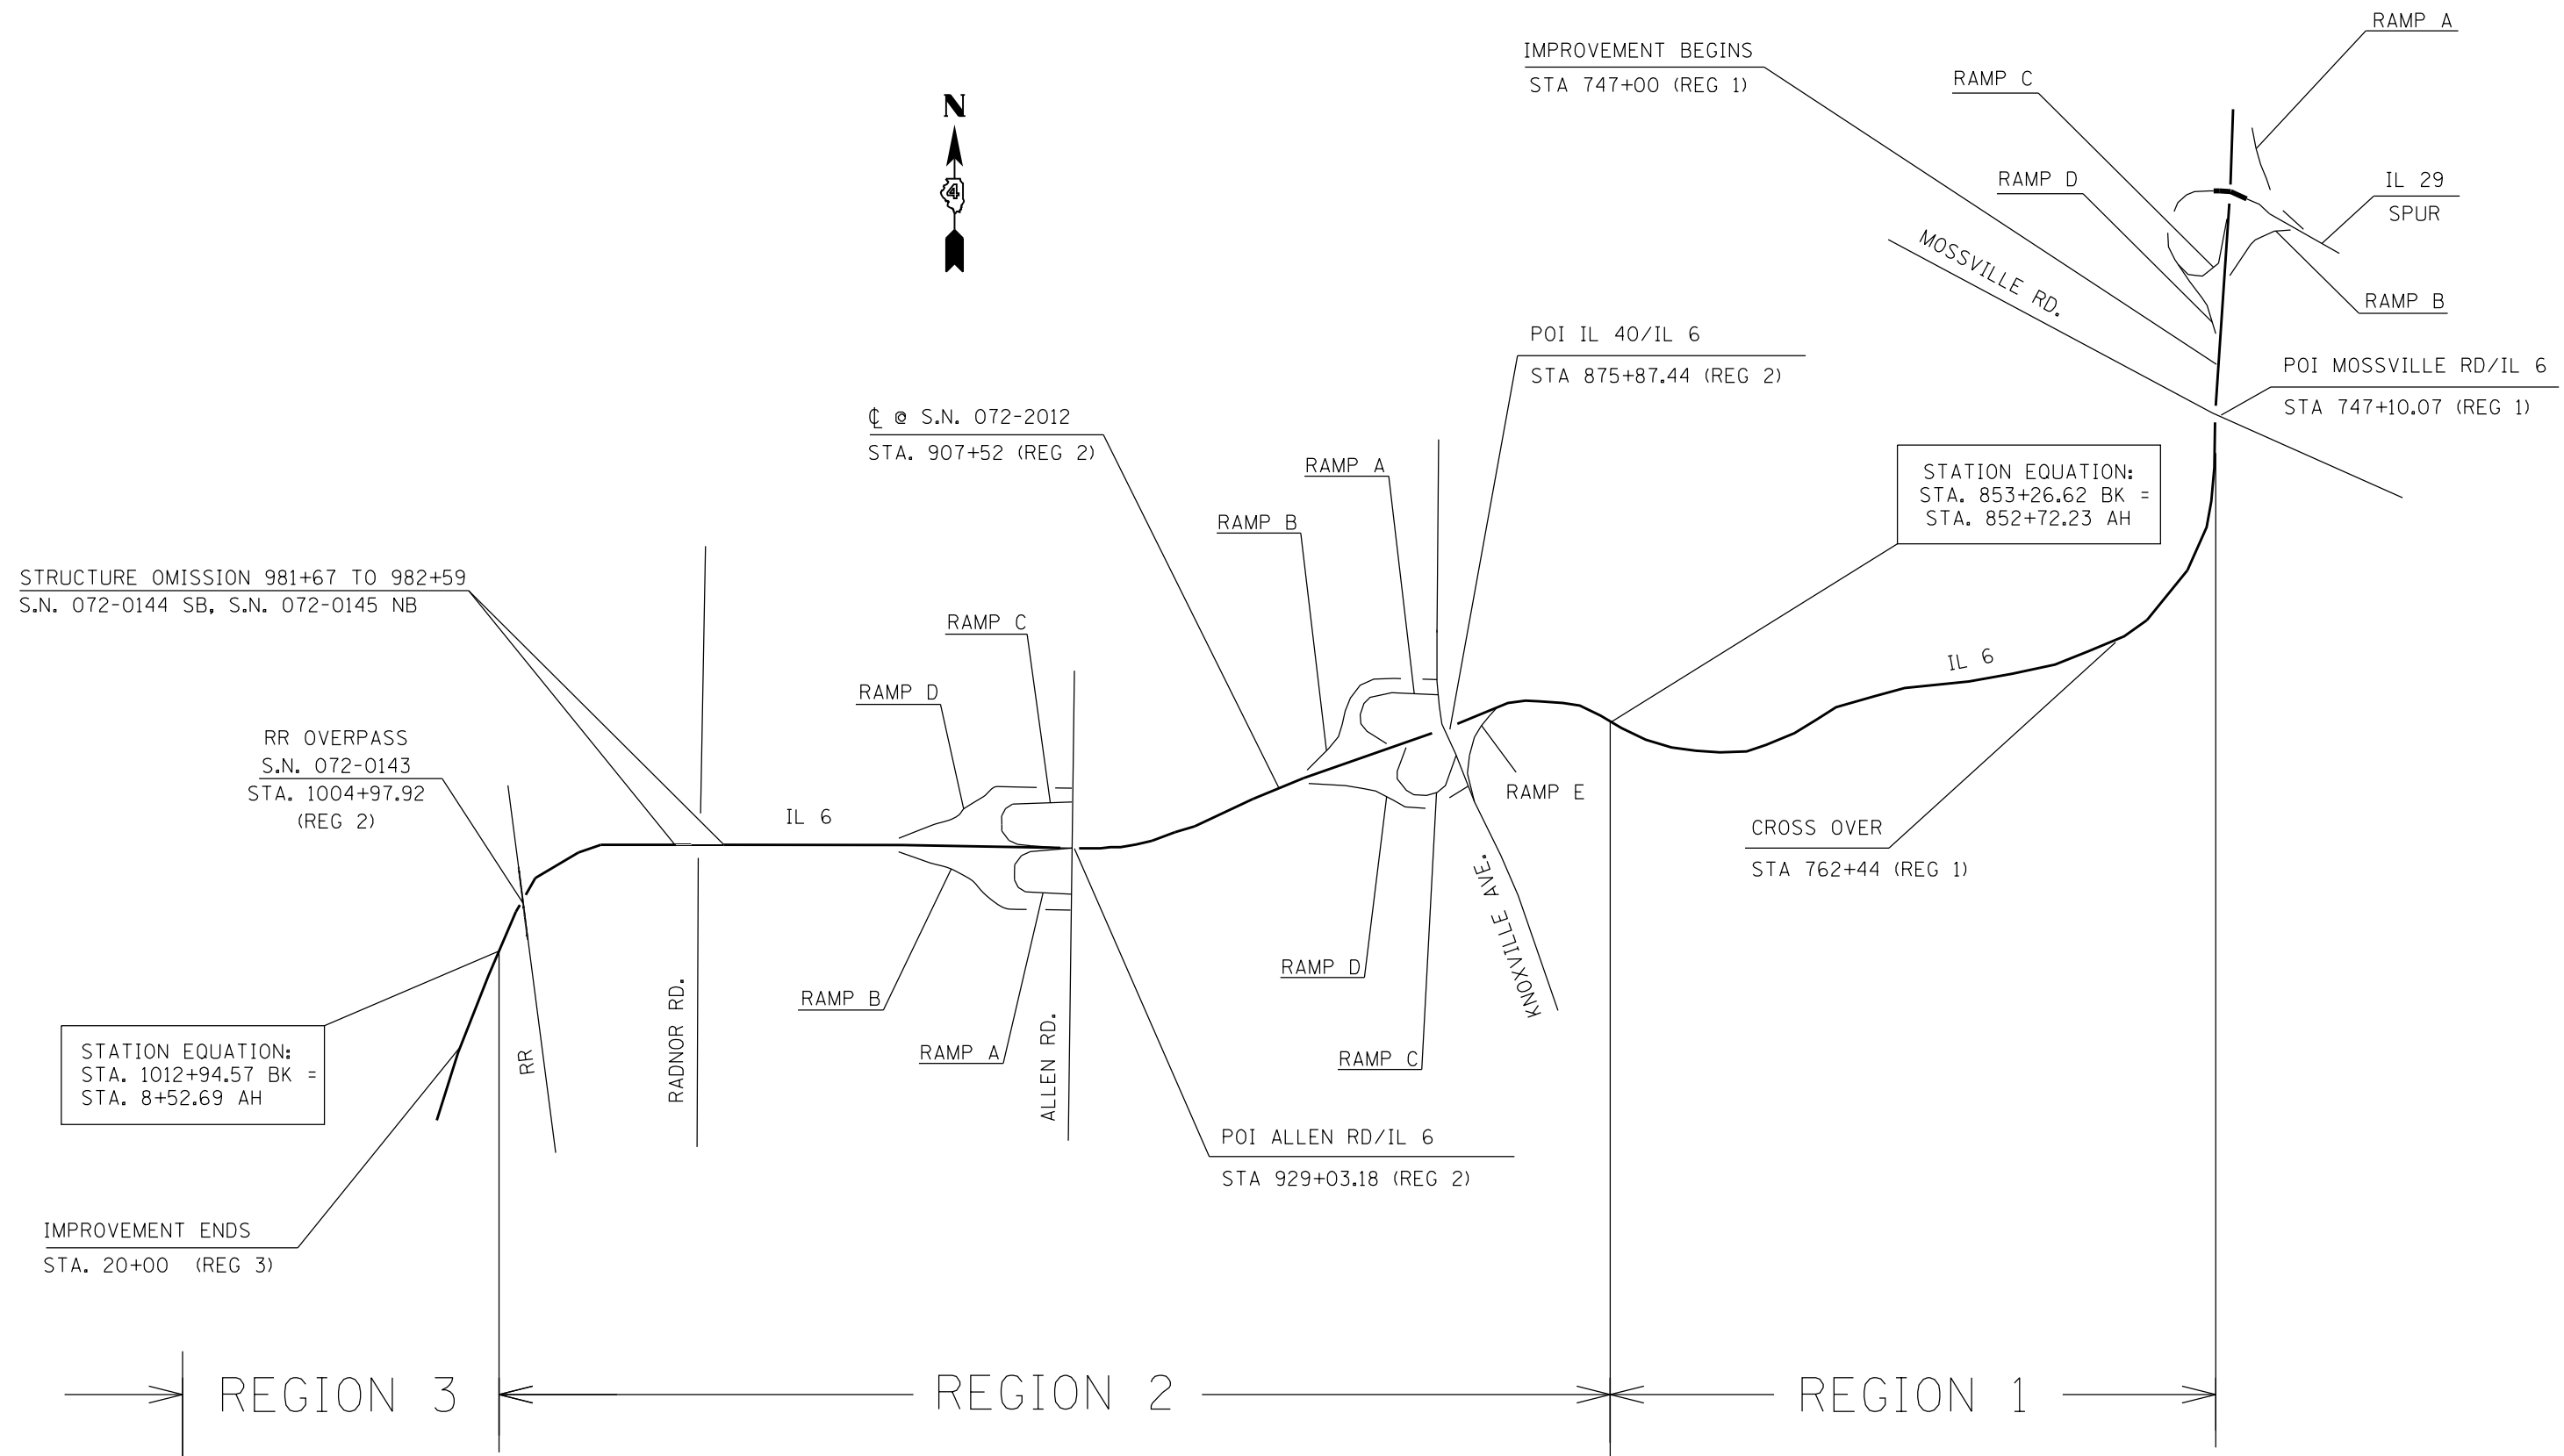 RAMP A
IMPROVEMENT BEGINS
STA 747+00 (REG 1)
RAMP C
N
4
RAMP D
IL 29
SPUR
MOSSVILLE RD.
RAMP B
POI IL 40/IL 6
STA 875+87.44 (REG 2)
POI MOSSVILLE RD/IL 6
STA 747+10.07 (REG 1)
℄ @ S.N. 072-2012
STA. 907+52 (REG 2)
RAMP A
RAMP B
STATION EQUATION:
STA. 853+26.62 BK =
STA. 852+72.23 AH
STRUCTURE OMISSION 981+67 TO 982+59
S.N. 072-0144 SB, S.N. 072-0145 NB
RAMP C
RAMP D
IL 6
RR OVERPASS
S.N. 072-0143
STA. 1004+97.92
(REG 2)
IL 6
RAMP E
CROSS OVER
STA 762+44 (REG 1)
KNOXVILLE AVE.
RAMP D
RAMP B
RADNOR RD.
ALLEN RD.
RAMP A
RAMP C
RR
STATION EQUATION:
STA. 1012+94.57 BK =
STA. 8+52.69 AH
POI ALLEN RD/IL 6
STA 929+03.18 (REG 2)
IMPROVEMENT ENDS
STA. 20+00 (REG 3)
REGION 3
REGION 2
REGION 1